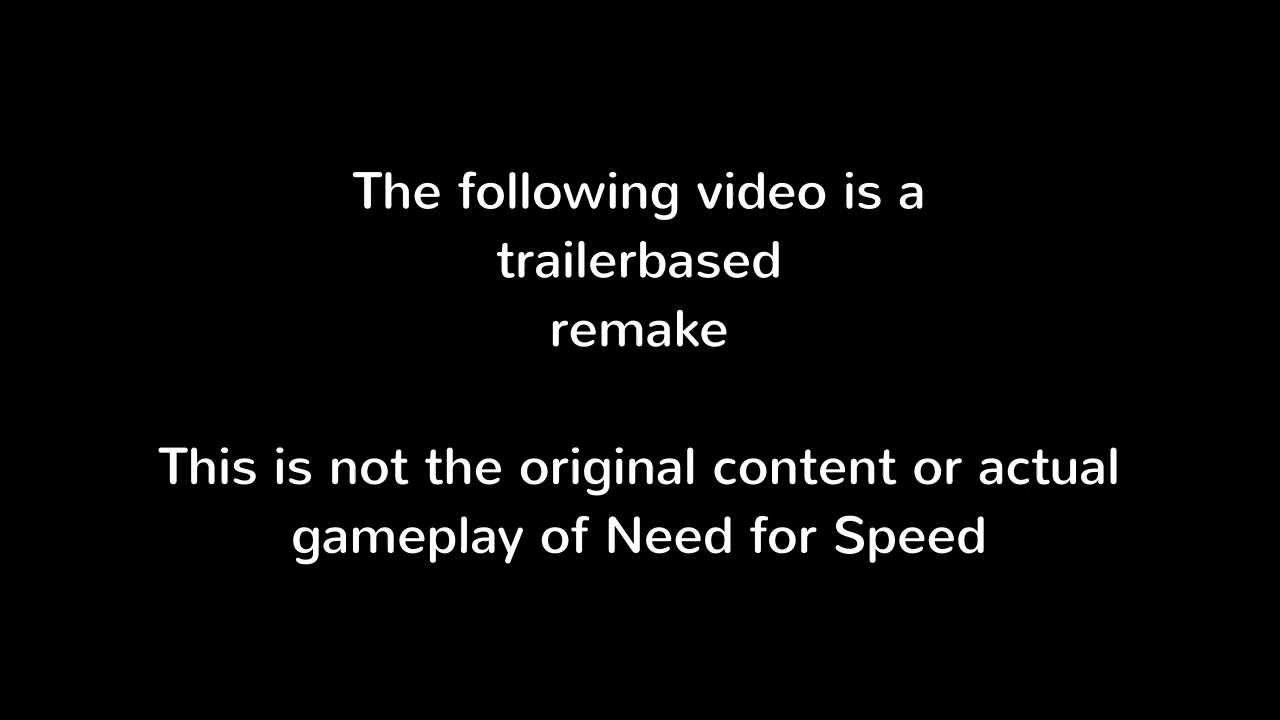 The following video is a
trailerbased
remake
This is not the original content or actual
gameplay of Need for Speed